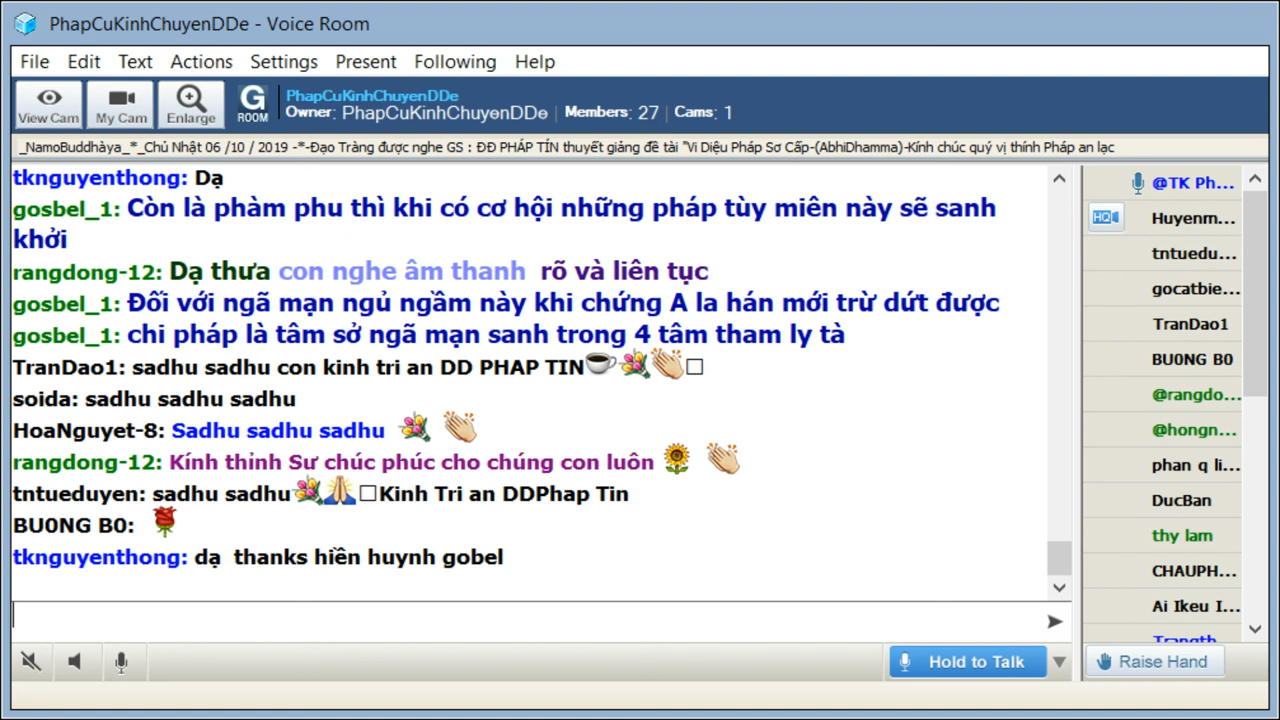 PhapCuKinhChuyenDDe - Voice Room
File Edit Text Actions Settings Present Following Help
View Cam My Cam Enlarge G ROOM PhapCuKinhChuyenDDe
Owner: PhapCuKinhChuyenDDe | Members: 27 | Cams: 1
_NamoBuddhàya_*_Chủ Nhật 06 /10 / 2019 -*-Đạo Tràng được nghe GS : ĐĐ PHÁP TÍN thuyết giảng đề tài "Vi Diệu Pháp Sơ Cấp-(AbhiDhamma)-Kính chúc quý vị thính Pháp an lạc
tknguyenthong: Dạ
gosbel_1: Còn là phàm phu thì khi có cơ hội những pháp tùy miên này sẽ sanh
khởi
rangdong-12: Dạ thưa con nghe âm thanh rõ và liên tục
gosbel_1: Đối với ngã mạn ngủ ngầm này khi chứng A la hán mới trừ dứt được
gosbel_1: chi pháp là tâm sở ngã mạn sanh trong 4 tâm tham ly tà
TranDao1: sadhu sadhu con kinh tri an DD PHAP TIN
soida: sadhu sadhu sadhu
HoaNguyet-8: Sadhu sadhu sadhu
rangdong-12: Kính thỉnh Sư chúc phúc cho chúng con luôn
tntueduyen: sadhu sadhu Kinh Tri an DDPhap Tin
BU0NG B0:
tknguyenthong: dạ thanks hiền huynh gobel
Hold to Talk
@TK Ph...
HQ Huyenm...
tntuedu...
gocatbie...
TranDao1
BU0NG B0
@rangdo...
@hongn...
phan q li...
DucBan
thy lam
CHAUPH...
Ai Ikeu I...
Raise Hand